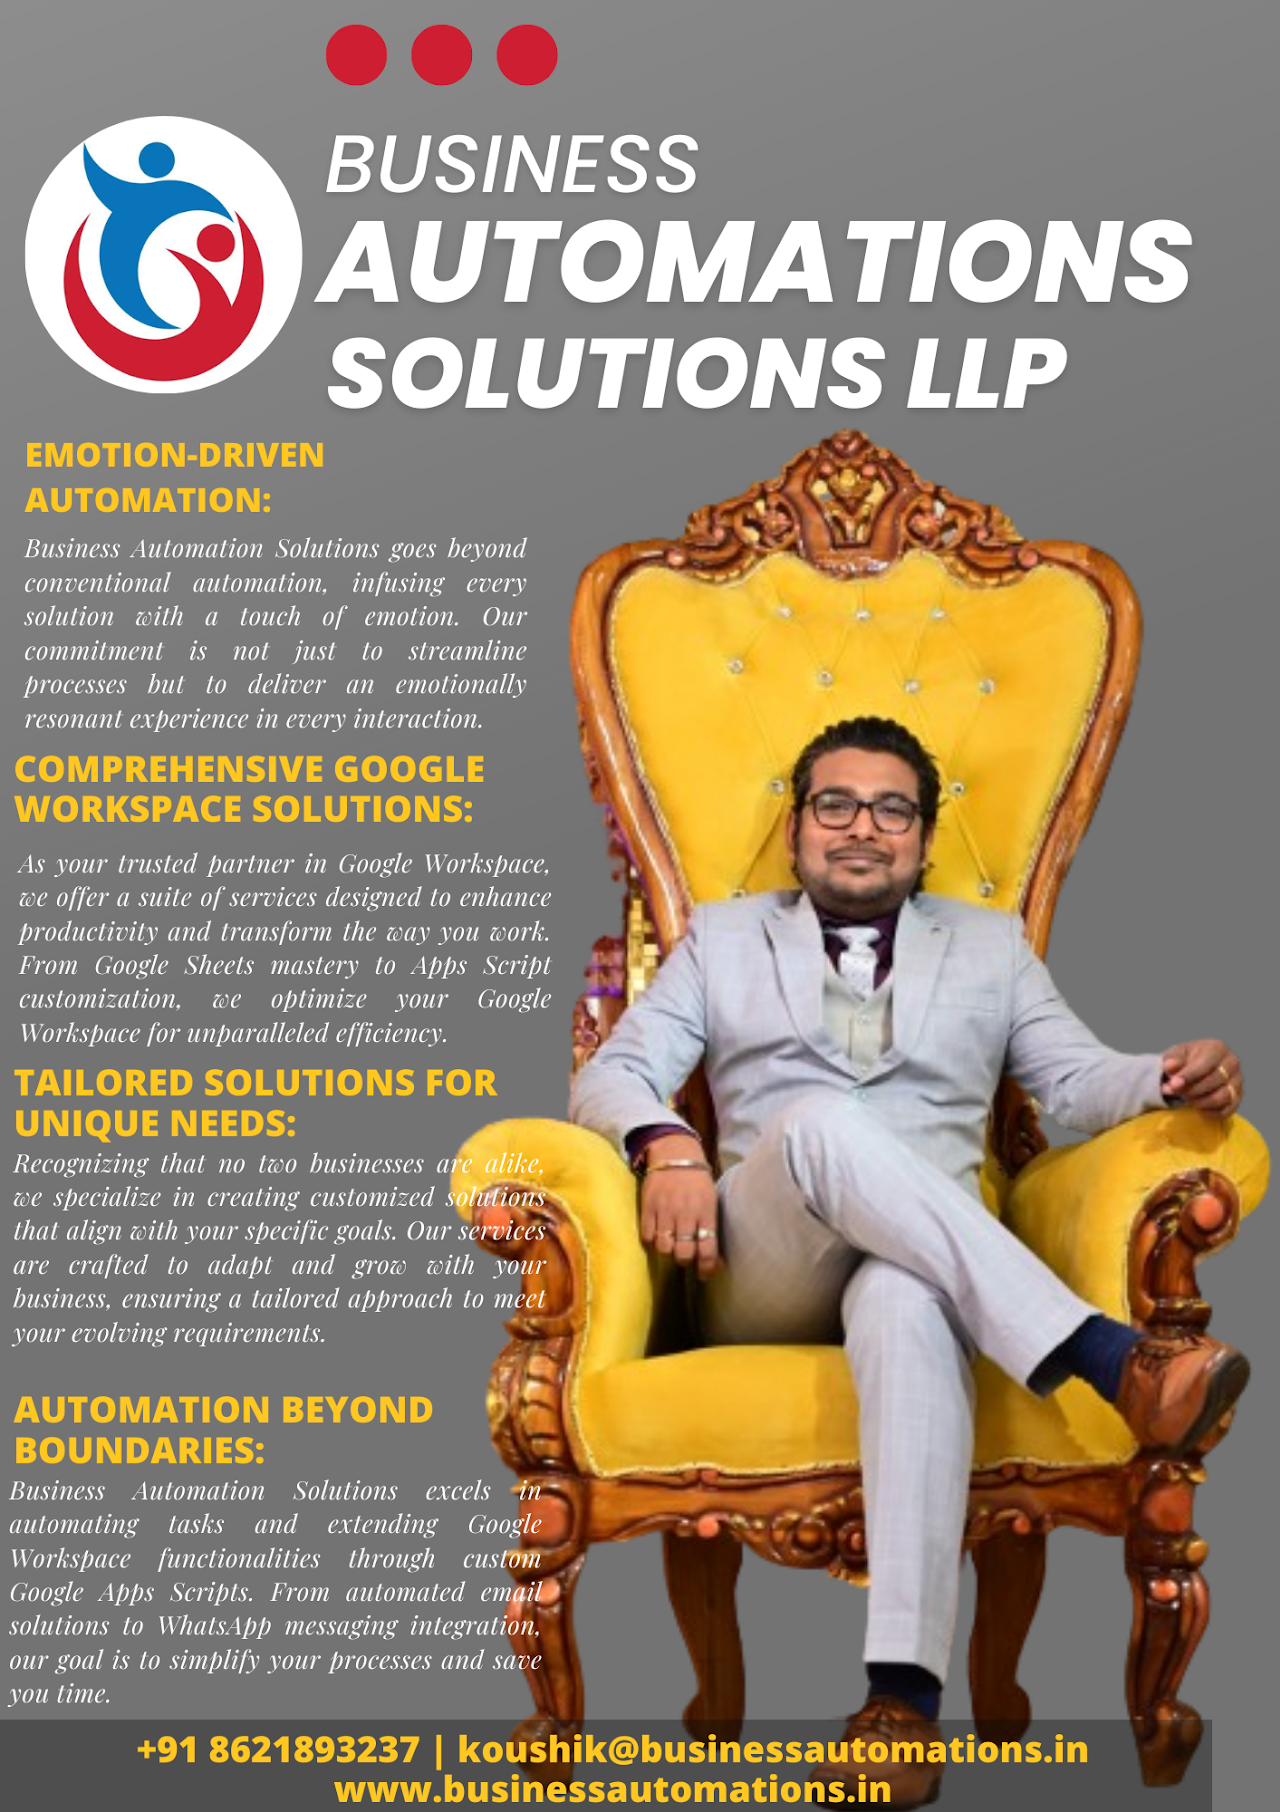 BUSINESS
AUTOMATIONS
SOLUTIONS LLP
EMOTION-DRIVEN
AUTOMATION:
Business Automation Solutions goes beyond
conventional automation, infusing every
solution with a touch of emotion. Our
commitment is not just to streamline
processes but to deliver an emotionally
resonant experience in every interaction.
COMPREHENSIVE GOOGLE
WORKSPACE SOLUTIONS:
As your trusted partner in Google Workspace,
we offer a suite of services designed to enhance
productivity and transform the way you work.
From Google Sheets mastery to Apps Script
customization, we optimize your Google
Workspace for unparalleled efficiency.
TAILORED SOLUTIONS FOR
UNIQUE NEEDS:
Recognizing that no two businesses are alike,
we specialize in creating customized solutions
that align with your specific goals. Our services
are crafted to adapt and grow with your
business, ensuring a tailored approach to meet
your evolving requirements.
AUTOMATION BEYOND
BOUNDARIES:
Business Automation Solutions excels in
automating tasks and extending Google
Workspace functionalities through custom
Google Apps Scripts. From automated email
solutions to WhatsApp messaging integration,
our goal is to simplify your processes and save
you time.
+91 8621893237 | koushik@businessautomations.in
www.businessautomations.in